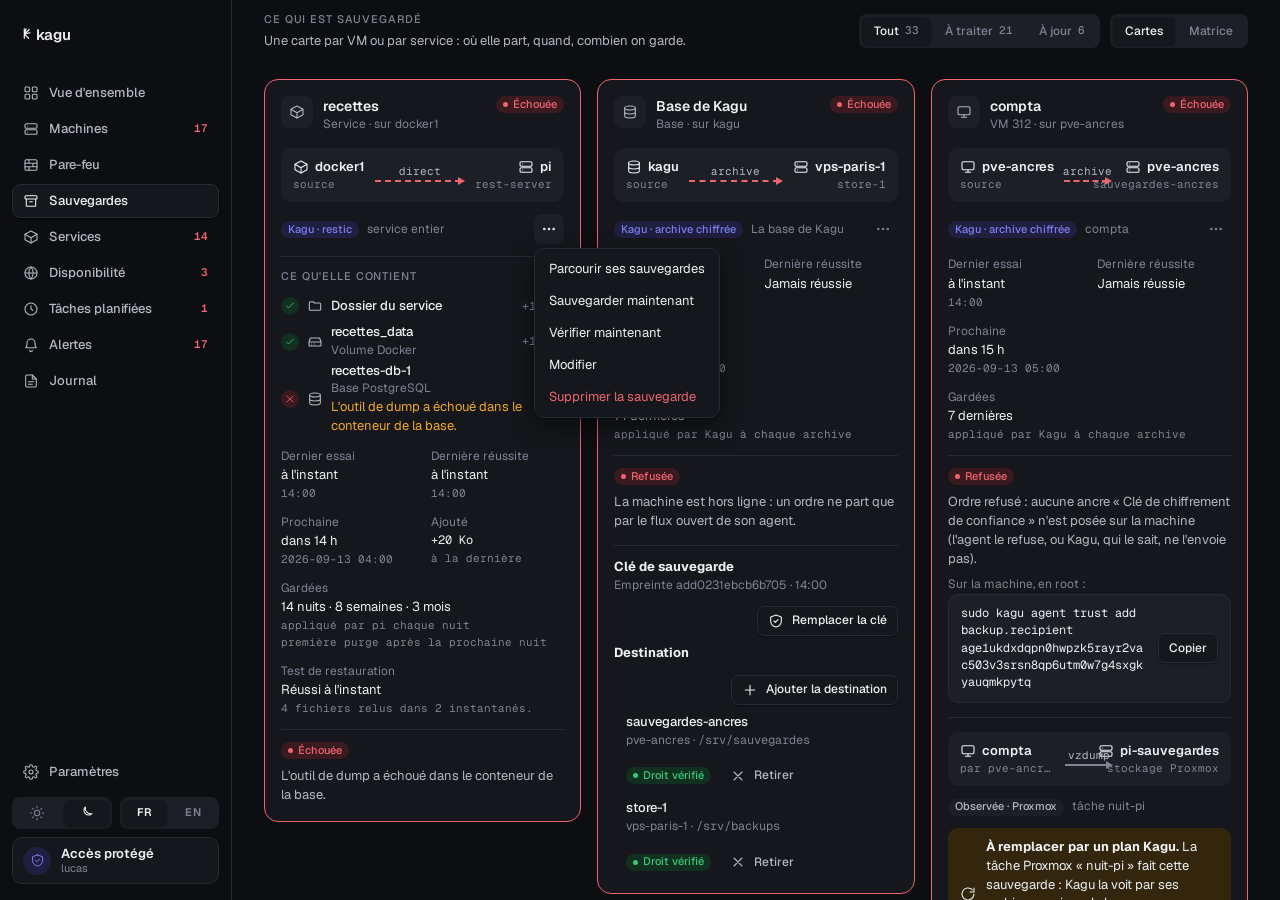 kagu
Vue d'ensemble
Machines 17
Pare-feu
Sauvegardes
Services 14
Disponibilité 3
Tâches planifiées 1
Alertes 17
Journal
Paramètres
FR EN
Accès protégé
lucas
CE QUI EST SAUVEGARDÉ
Une carte par VM ou par service : où elle part, quand, combien on garde.
Tout 33 À traiter 21 À jour 6
Cartes Matrice
recettes
Échouée
Service · sur docker1
docker1 direct pi
source rest-server
Kagu · restic service entier
CE QU'ELLE CONTIENT
Dossier du service
recettes_data
Volume Docker
recettes-db-1
Base PostgreSQL
L'outil de dump a échoué dans le
conteneur de la base.
Dernier essai Dernière réussite
à l'instant à l'instant
14:00 14:00
Prochaine Ajouté
dans 14 h +20 Ko
2026-09-13 04:00 à la dernière
Gardées
14 nuits · 8 semaines · 3 mois
appliqué par pi chaque nuit
première purge après la prochaine nuit
Test de restauration
Réussi à l'instant
4 fichiers relus dans 2 instantanés.
Échouée
L'outil de dump a échoué dans le conteneur de
la base.
Parcourir ses sauvegardes
Sauvegarder maintenant
Vérifier maintenant
Modifier
Supprimer la sauvegarde
Base de Kagu
Échouée
Base · sur kagu
kagu archive vps-paris-1
source store-1
Kagu · archive chiffrée La base de Kagu
Dernière réussite
Jamais réussie
appliqué par Kagu à chaque archive
Refusée
La machine est hors ligne : un ordre ne part que
par le flux ouvert de son agent.
Clé de sauvegarde
Empreinte add0231ebcb6b705 · 14:00
Remplacer la clé
Destination
Ajouter la destination
sauvegardes-ancres
pve-ancres · /srv/sauvegardes
Droit vérifié Retirer
store-1
vps-paris-1 · /srv/backups
Droit vérifié Retirer
compta
Échouée
VM 312 · sur pve-ancres
pve-ancres archive pve-ancres
source sauvegardes-ancres
Kagu · archive chiffrée compta
Dernier essai Dernière réussite
à l'instant Jamais réussie
14:00
Prochaine
dans 15 h
2026-09-13 05:00
Gardées
7 dernières
appliqué par Kagu à chaque archive
Refusée
Ordre refusé : aucune ancre « Clé de chiffrement
de confiance » n'est posée sur la machine
(l'agent le refuse, ou Kagu, qui le sait, ne l'envoie
pas).
Sur la machine, en root :
sudo kagu agent trust add
backup.recipient
age1ukdxdqpn0hwpzk5rayr2va
c503v3srsn8qp6utm0w7g4sxgk
yauqmkpytq
Copier
compta vzdump pi-sauvegardes
par pve-ancr… stockage Proxmox
Observée · Proxmox tâche nuit-pi
À remplacer par un plan Kagu. La
tâche Proxmox « nuit-pi » fait cette
sauvegarde : Kagu la voit par ses